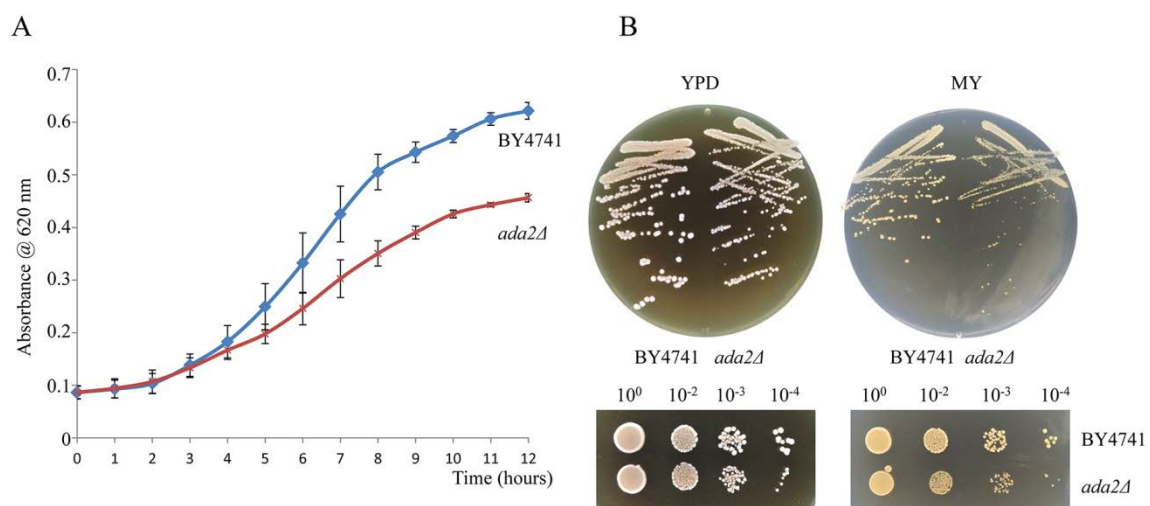 A
B
0.7
0.6
0.5
0.4
0.3
0.2
0.1
0
Absorbance @ 620 nm
BY4741
ada2Δ
0 1 2 3 4 5 6 7 8 9 10 11 12
Time (hours)
YPD MY
BY4741 ada2Δ BY4741 ada2Δ
10⁰ 10⁻² 10⁻³ 10⁻⁴ 10⁰ 10⁻² 10⁻³ 10⁻⁴
BY4741
ada2Δ